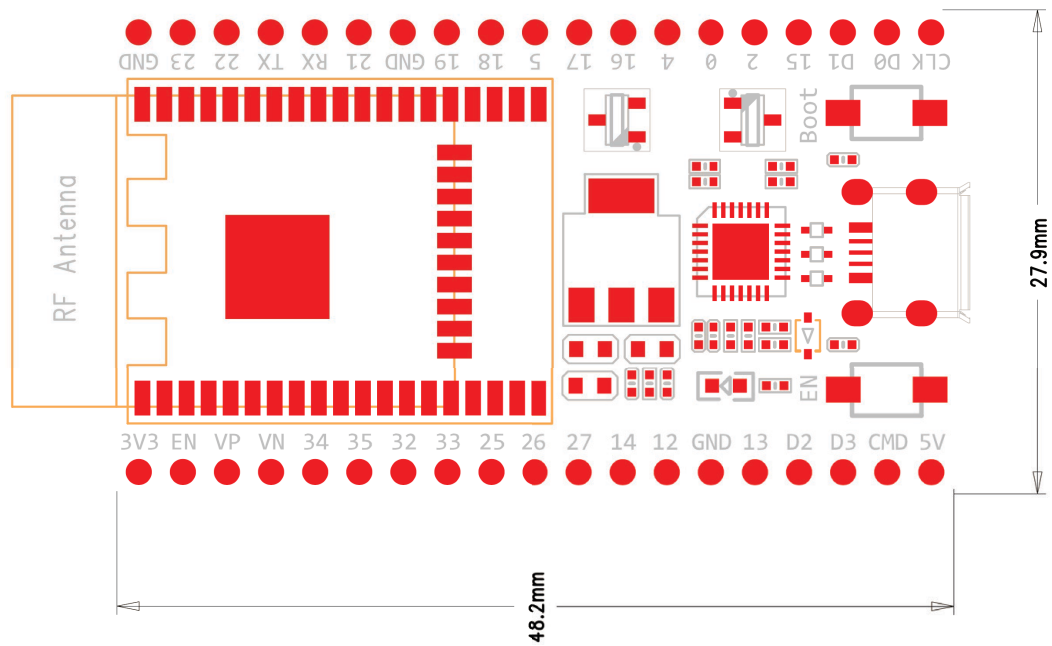 GND 23 22 TX RX 21 GND 19 18 5 17 16 4 0 2 15 D1 D0 CLK
Boot
RF Antenna
27.9mm
EN
3V3 EN VP VN 34 35 32 33 25 26 27 14 12 GND 13 D2 D3 CMD 5V
48.2mm